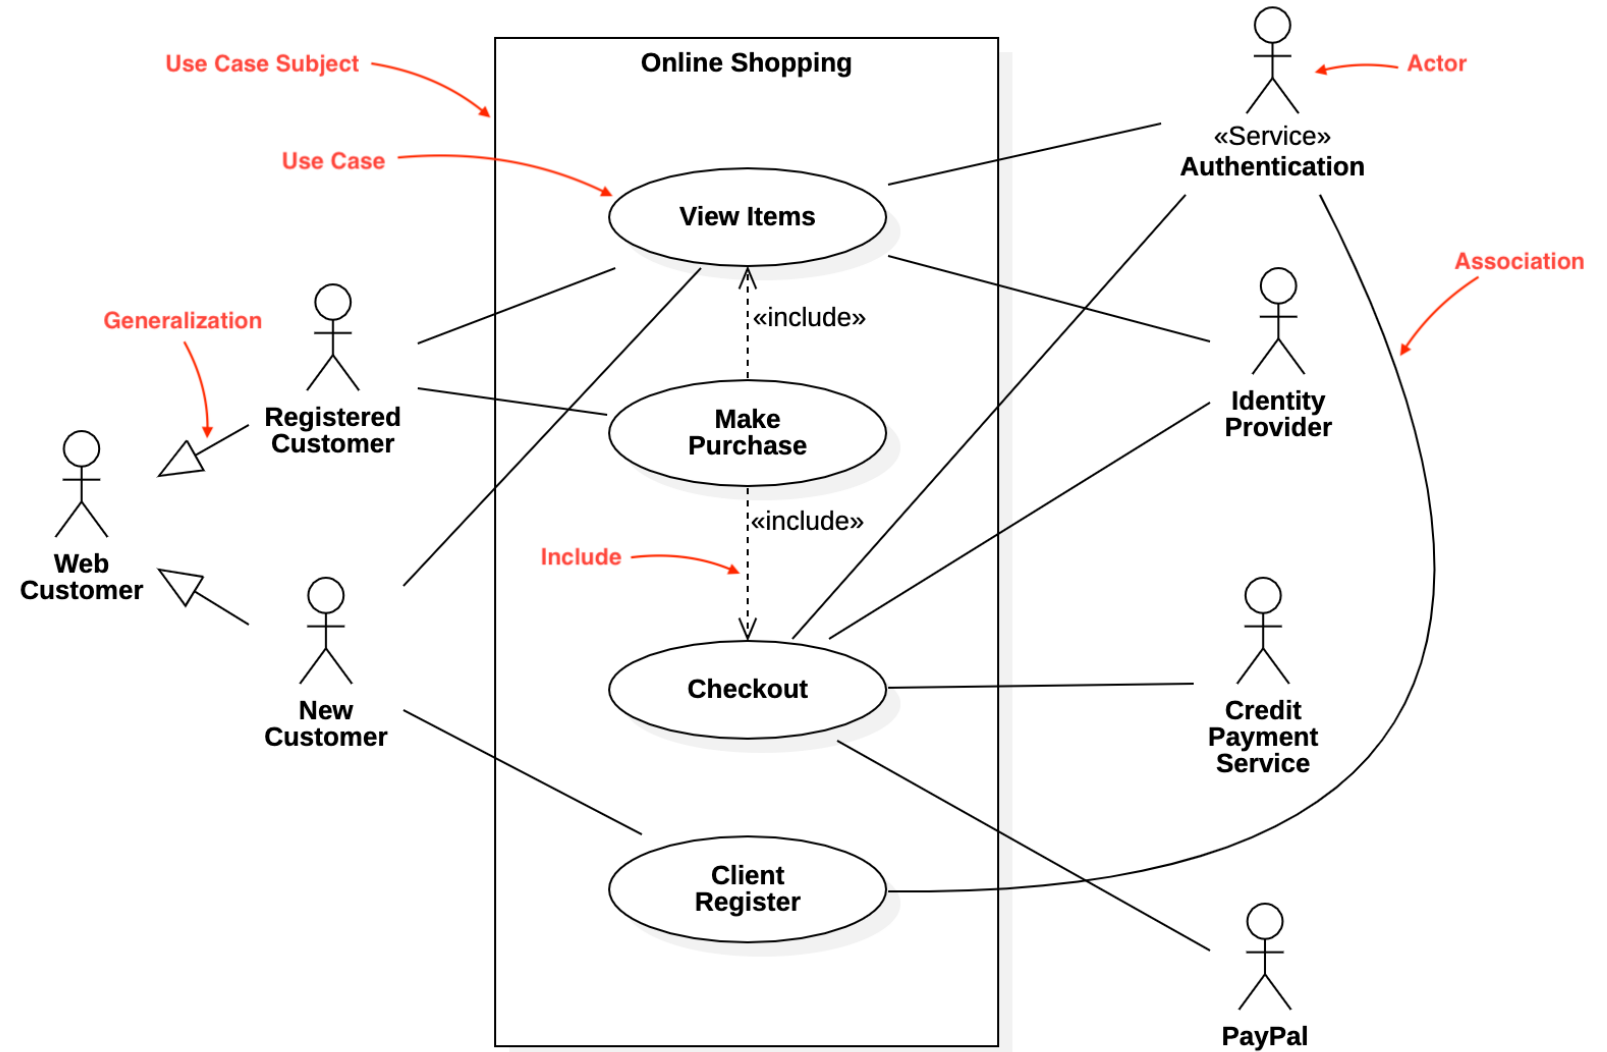 Use Case Subject
Online Shopping
Actor
«Service»
Authentication
Use Case
View Items
Association
Generalization
«include»
Registered
Customer
Make
Purchase
Identity
Provider
«include»
Include
Web
Customer
New
Customer
Checkout
Credit
Payment
Service
Client
Register
PayPal